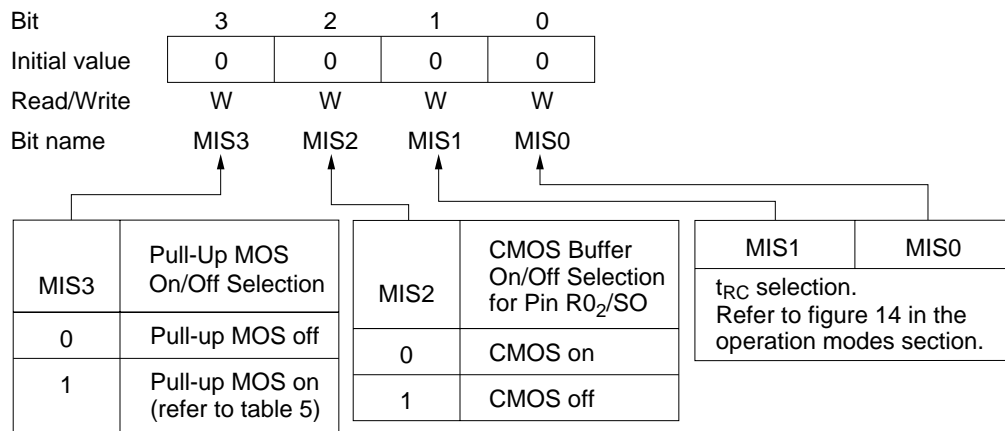 Bit 3 2 1 0
Initial value 0 0 0 0
Read/Write W W W W
Bit name MIS3 MIS2 MIS1 MIS0
MIS3
Pull-Up MOS
On/Off Selection
0 Pull-up MOS off
1 Pull-up MOS on
(refer to table 5)
MIS2
CMOS Buffer
On/Off Selection
for Pin R0₂/SO
0 CMOS on
1 CMOS off
MIS1 MIS0
tRC selection.
Refer to figure 14 in the
operation modes section.